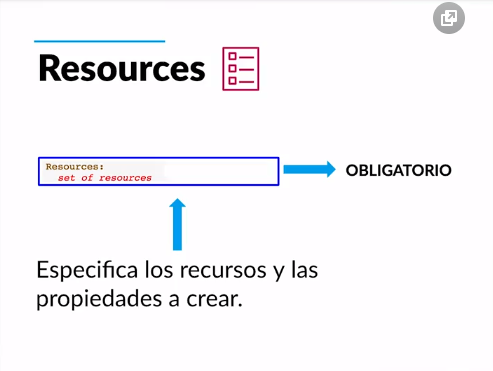 Resources
Resources:
set of resources
OBLIGATORIO
Especifica los recursos y las
propiedades a crear.